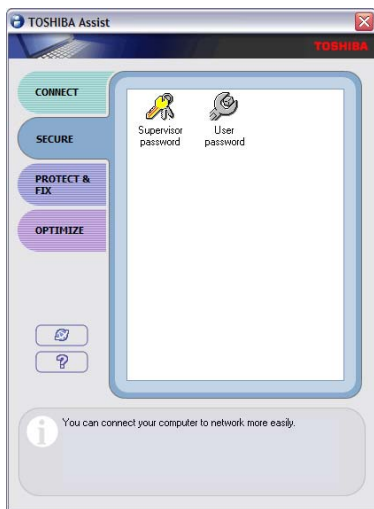 TOSHIBA Assist
TOSHIBA
CONNECT
SECURE
PROTECT &
FIX
OPTIMIZE
Supervisor
password
User
password
?
i
You can connect your computer to network more easily.